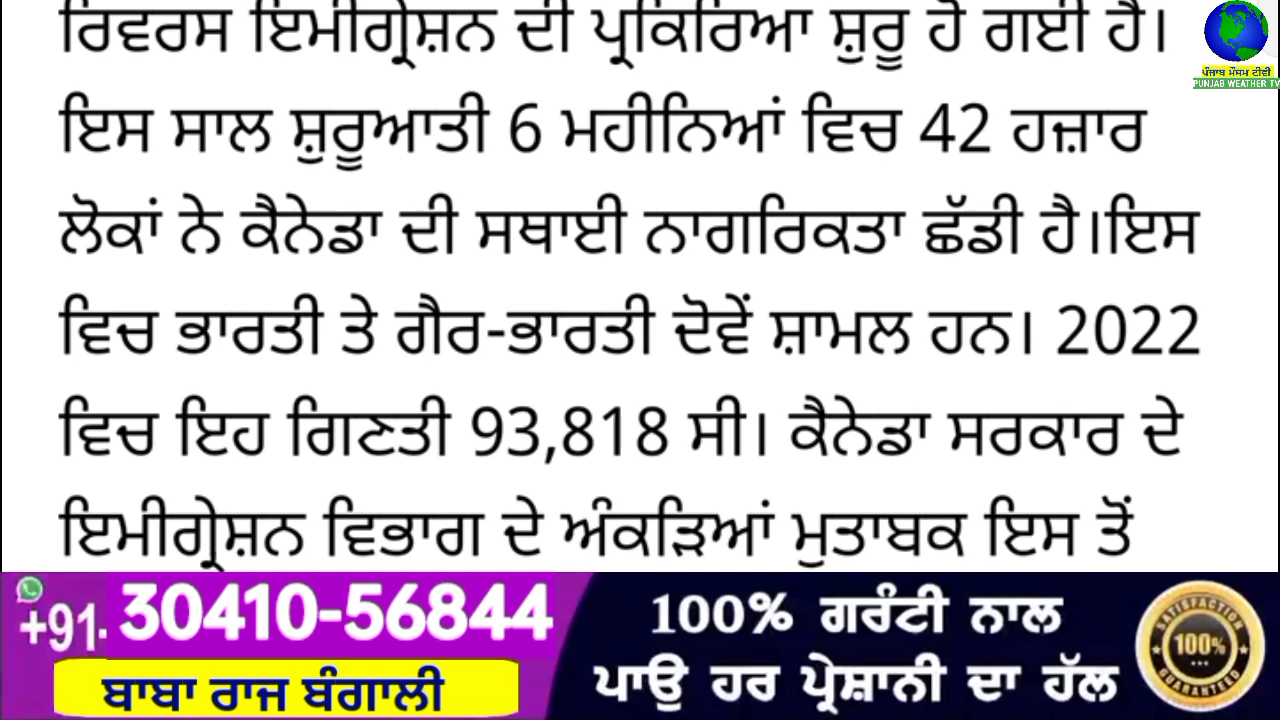 ਰਿਵਰਸ ਇਮੀਗ੍ਰੇਸ਼ਨ ਦੀ ਪ੍ਰਕਿਰਿਆ ਸ਼ੁਰੂ ਹੋ ਗਈ ਹੈ।
ਇਸ ਸਾਲ ਸ਼ੁਰੂਆਤੀ 6 ਮਹੀਨਿਆਂ ਵਿਚ 42 ਹਜ਼ਾਰ
ਲੋਕਾਂ ਨੇ ਕੈਨੇਡਾ ਦੀ ਸਥਾਈ ਨਾਗਰਿਕਤਾ ਛੱਡੀ ਹੈ।ਇਸ
ਵਿਚ ਭਾਰਤੀ ਤੇ ਗੈਰ-ਭਾਰਤੀ ਦੋਵੇਂ ਸ਼ਾਮਲ ਹਨ। 2022
ਵਿਚ ਇਹ ਗਿਣਤੀ 93,818 ਸੀ। ਕੈਨੇਡਾ ਸਰਕਾਰ ਦੇ
ਇਮੀਗ੍ਰੇਸ਼ਨ ਵਿਭਾਗ ਦੇ ਅੰਕੜਿਆਂ ਮੁਤਾਬਕ ਇਸ ਤੋਂ
ਪੰਜਾਬ ਮੌਸਮ ਟੀਵੀ
PUNJAB WEATHER TV
+91- 30410-56844
ਬਾਬਾ ਰਾਜ ਬੰਗਾਲੀ
100% ਗਰੰਟੀ ਨਾਲ
ਪਾਉ ਹਰ ਪ੍ਰੇਸ਼ਾਨੀ ਦਾ ਹੱਲ
SATISFACTION
100%
GUARANTEED